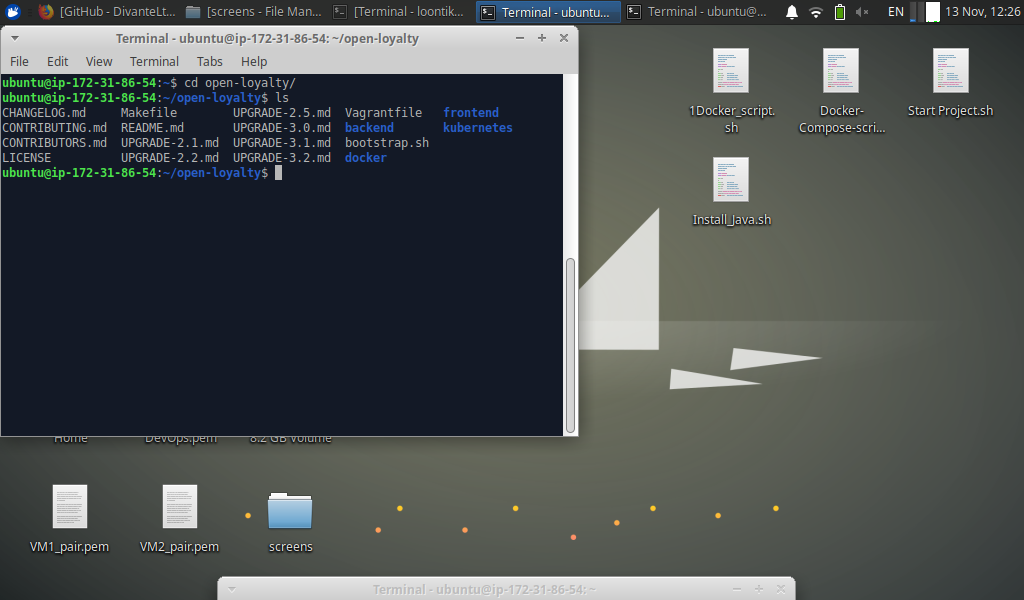 [GitHub - DivanteLt... [screens - File Man... [Terminal - loontik... Terminal - ubuntu... Terminal - ubuntu@... EN 13 Nov, 12:26
Terminal - ubuntu@ip-172-31-86-54: ~/open-loyalty
File Edit View Terminal Tabs Help
ubuntu@ip-172-31-86-54:~$ cd open-loyalty/
ubuntu@ip-172-31-86-54:~/open-loyalty$ ls
CHANGELOG.md Makefile UPGRADE-2.5.md Vagrantfile frontend
CONTRIBUTING.md README.md UPGRADE-3.0.md backend kubernetes
CONTRIBUTORS.md UPGRADE-2.1.md UPGRADE-3.1.md bootstrap.sh
LICENSE UPGRADE-2.2.md UPGRADE-3.2.md docker
ubuntu@ip-172-31-86-54:~/open-loyalty$
1Docker_script.
sh
Docker-
Compose-scri...
Start Project.sh
Install_Java.sh
Home DevOps.pem 8.2 GB Volume
VM1_pair.pem VM2_pair.pem screens
Terminal - ubuntu@ip-172-31-86-54: ~